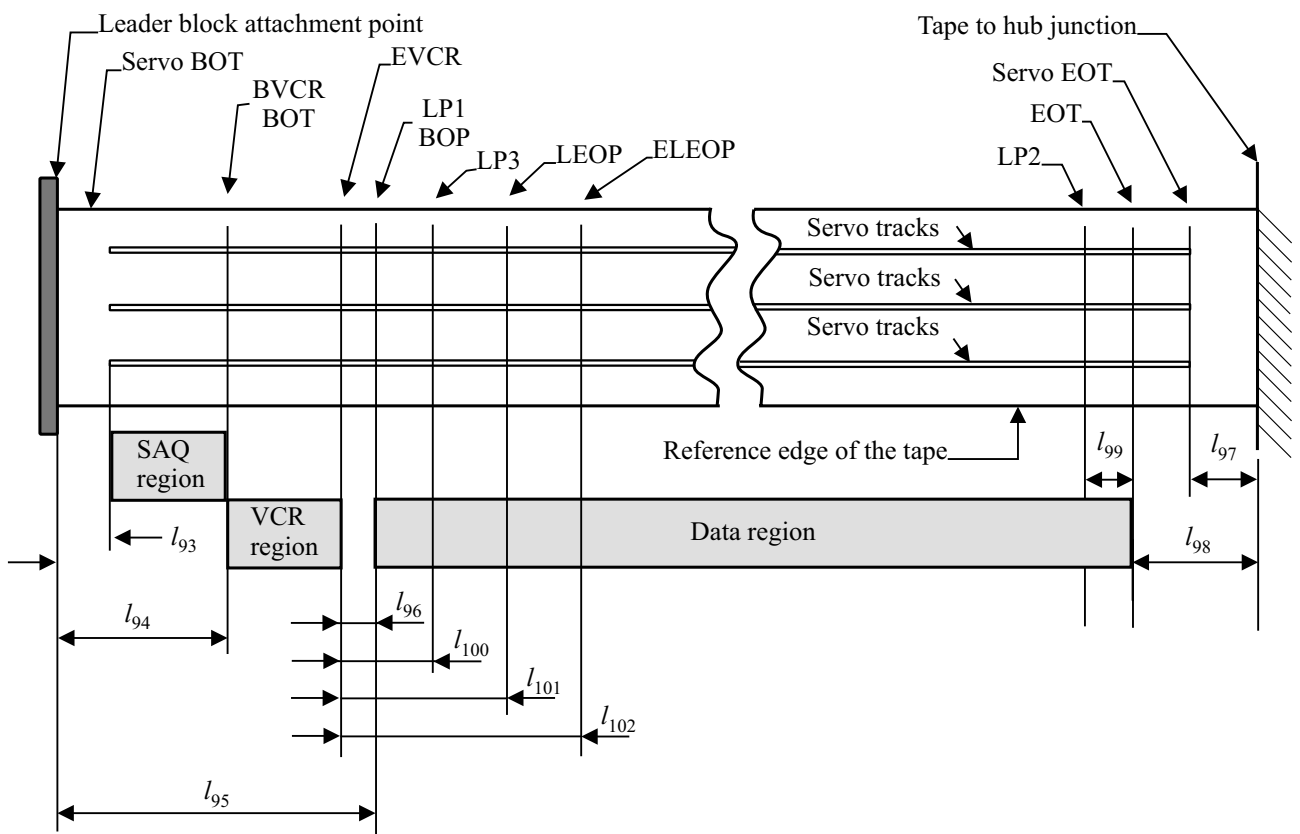 Leader block attachment point
Tape to hub junction
Servo BOT
EVCR
Servo EOT
BVCR
BOT
LP1
BOP
EOT
LP3
LEOP
ELEOP
LP2
Servo tracks
Servo tracks
Servo tracks
Reference edge of the tape
SAQ
region
VCR
region
Data region
l99
l97
l93
l98
l94
l96
l100
l101
l102
l95